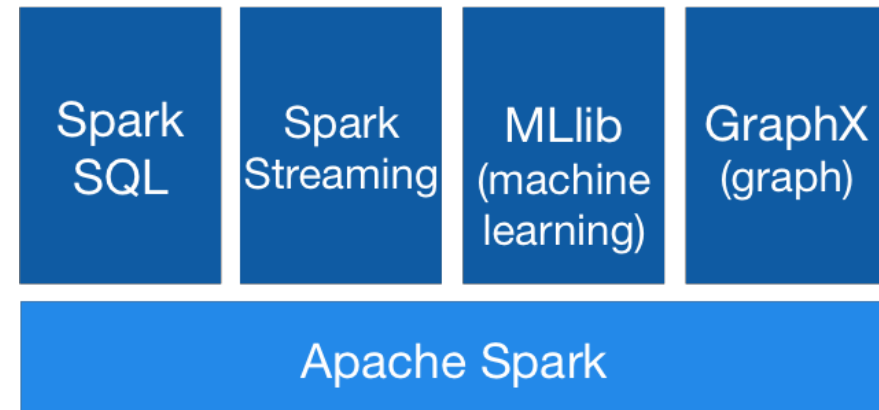 Spark
SQL
Spark
Streaming
MLlib
(machine
learning)
GraphX
(graph)
Apache Spark